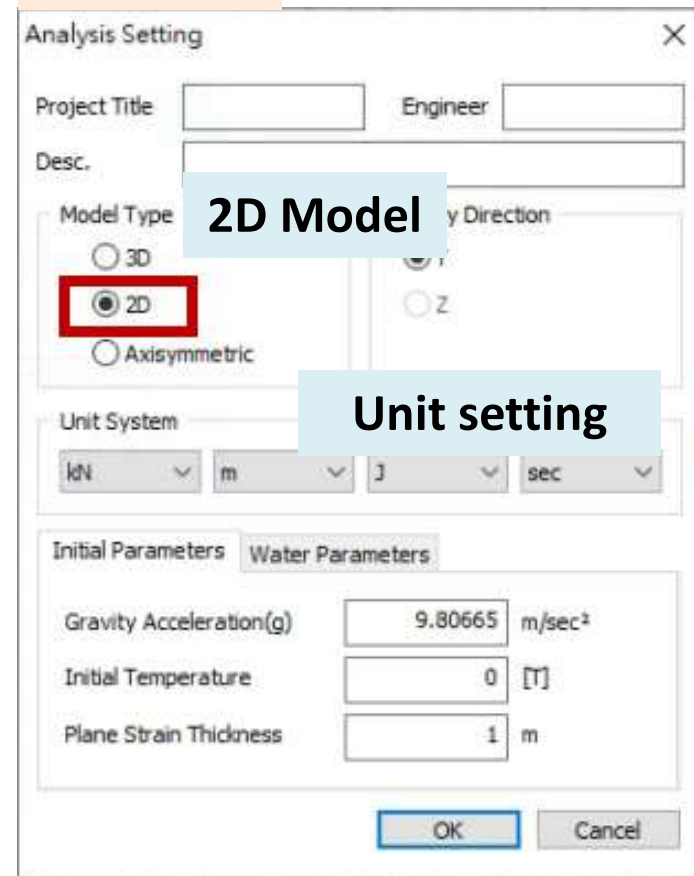 Analysis Setting
Project Title Engineer
Desc.
Model Type 2D Model y Direction
3D
2D Z
Axisymmetric
Unit setting
Unit System
kN m J sec
Initial Parameters Water Parameters
Gravity Acceleration(g) 9.80665 m/sec²
Initial Temperature 0 [T]
Plane Strain Thickness 1 m
OK Cancel